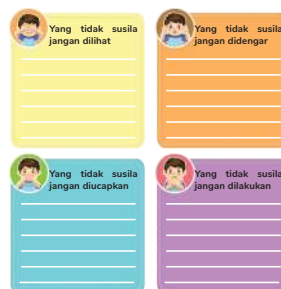 Yang tidak susila
jangan dilihat
Yang tidak susila
jangan didengar
Yang tidak susila
jangan diucapkan
Yang tidak susila
jangan dilakukan